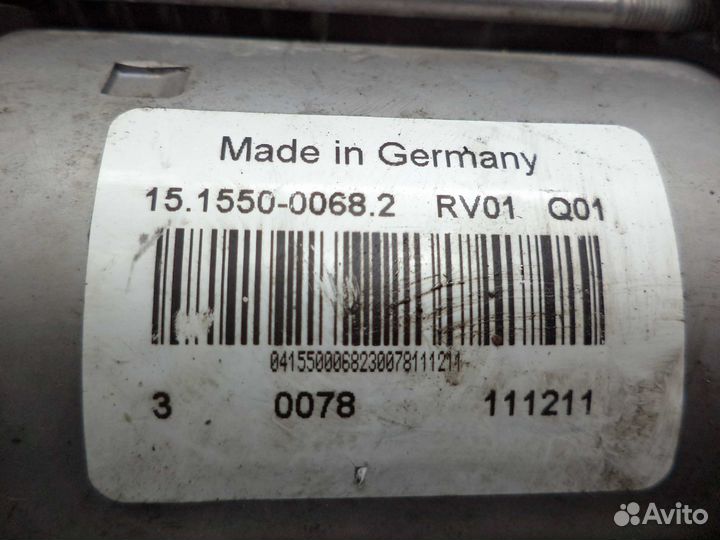 Made in Germany
15.1550-0068.2 RV01 Q01
0415500068230078111211
3 0078 111211
Avito